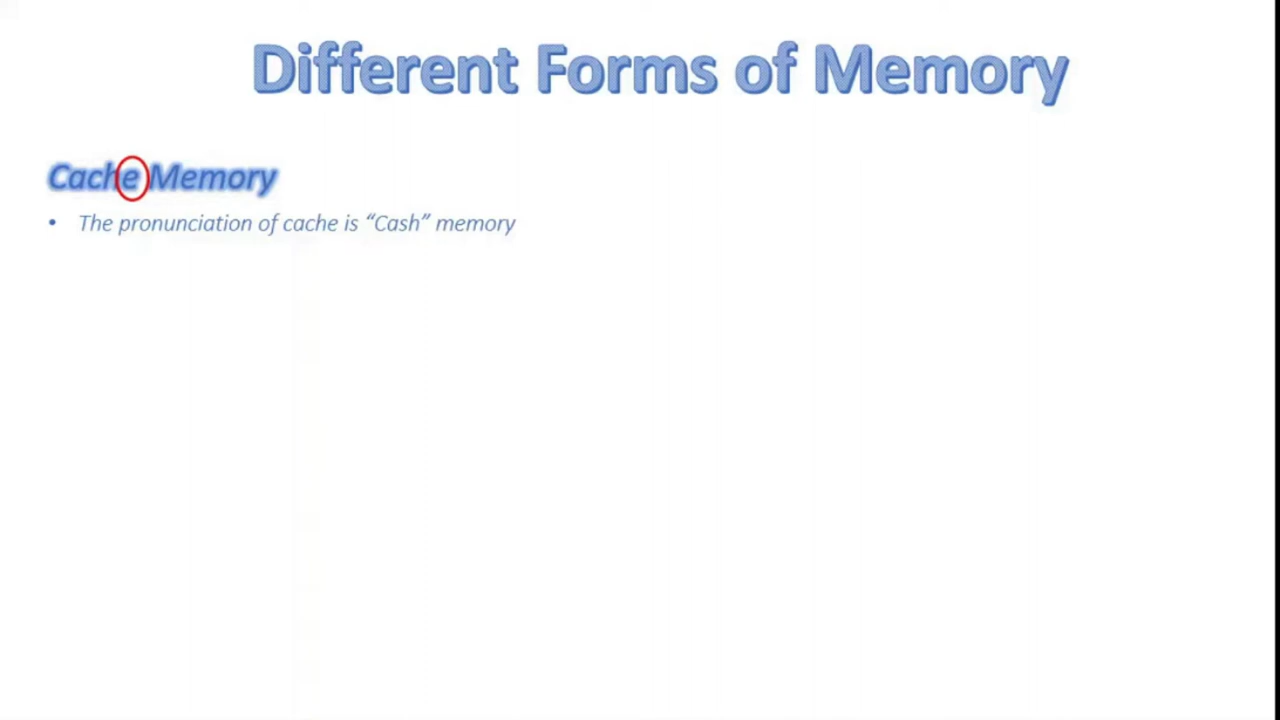 Different Forms of Memory
Cache Memory
• The pronunciation of cache is “Cash” memory